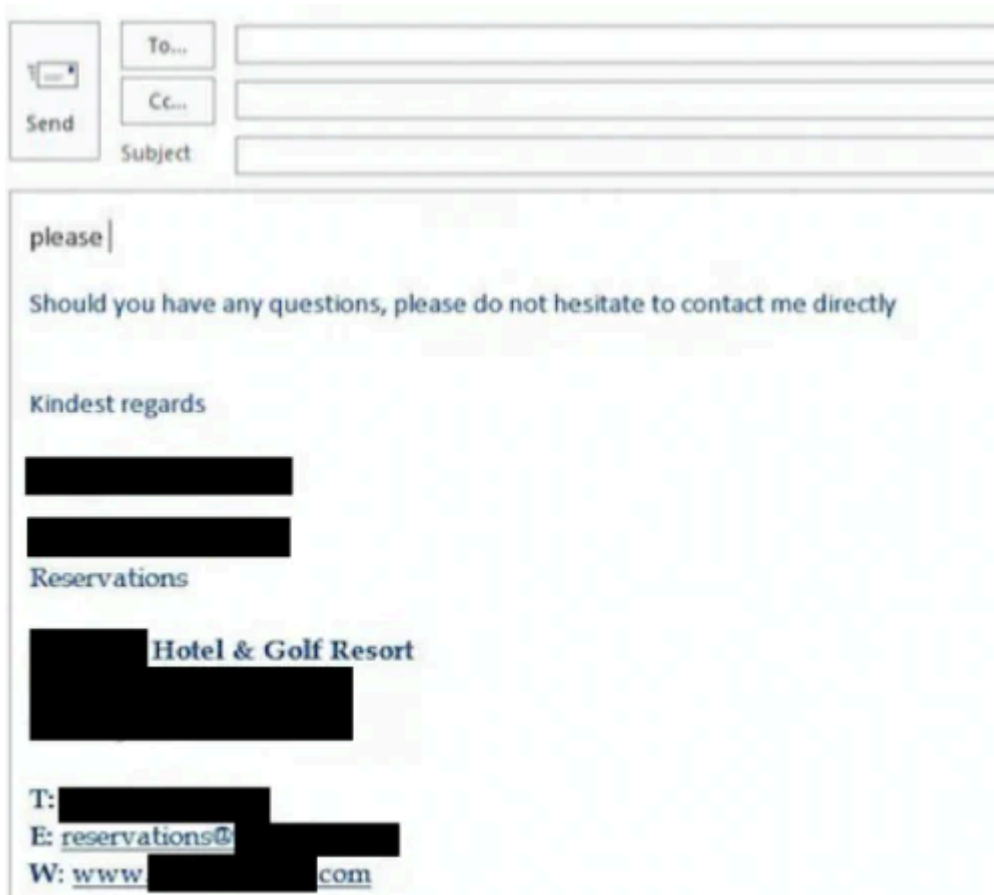 To...
Cc...
Send
Subject
please
Should you have any questions, please do not hesitate to contact me directly
Kindest regards
Reservations
Hotel & Golf Resort
T:
E: reservations@
W: www. com